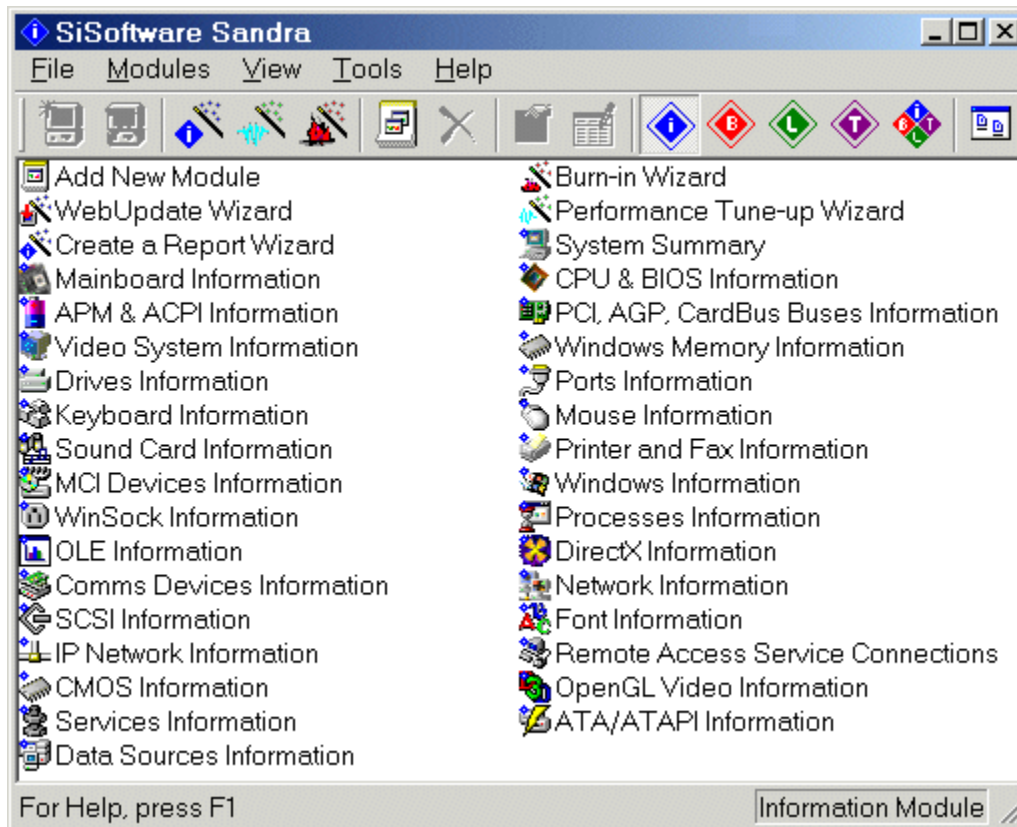 SiSoftware Sandra
File Modules View Tools Help
i B L T B i T L
Add New Module Burn-in Wizard
WebUpdate Wizard Performance Tune-up Wizard
Create a Report Wizard System Summary
Mainboard Information CPU & BIOS Information
APM & ACPI Information PCI, AGP, CardBus Buses Information
Video System Information Windows Memory Information
Drives Information Ports Information
Keyboard Information Mouse Information
Sound Card Information Printer and Fax Information
MCI Devices Information Windows Information
WinSock Information Processes Information
OLE Information DirectX Information
Comms Devices Information Network Information
SCSI Information Font Information
IP Network Information Remote Access Service Connections
CMOS Information OpenGL Video Information
Services Information ATA/ATAPI Information
Data Sources Information
For Help, press F1 Information Module